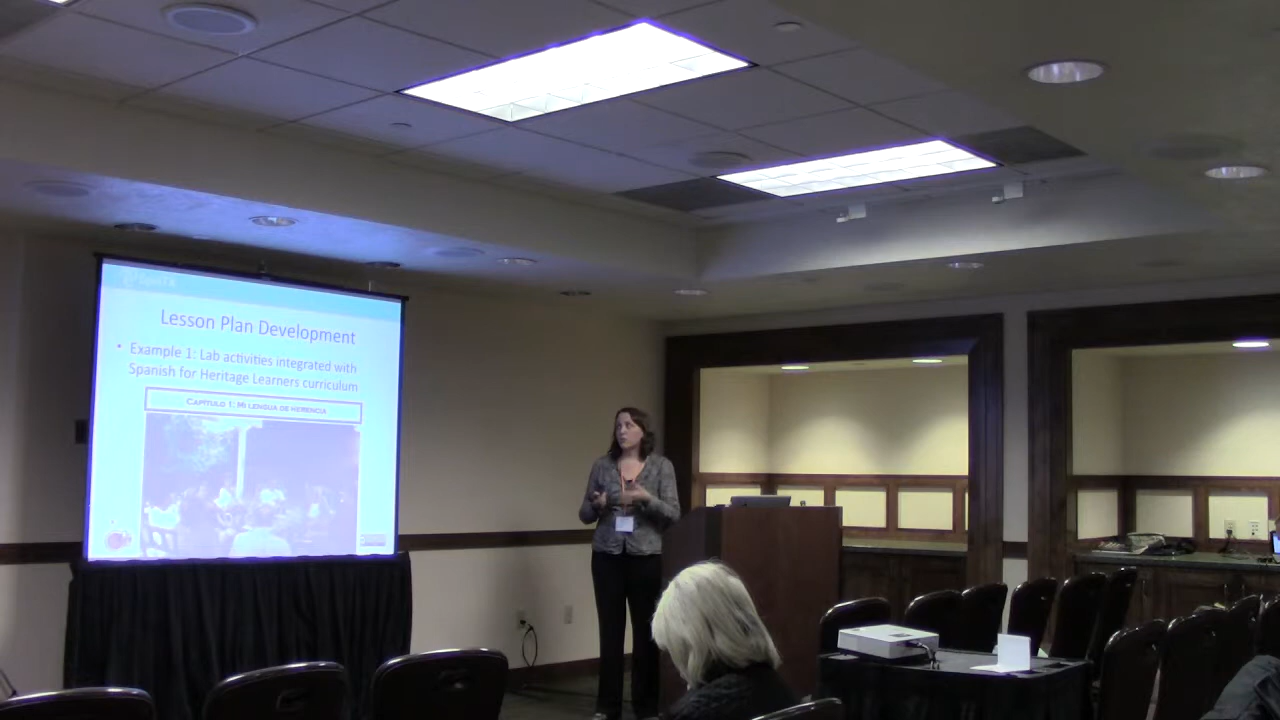 Lesson Plan Development
• Example 1: Lab activities integrated with
Spanish for Heritage Learners curriculum
CAPÍTULO 1: MI LENGUA DE HERENCIA